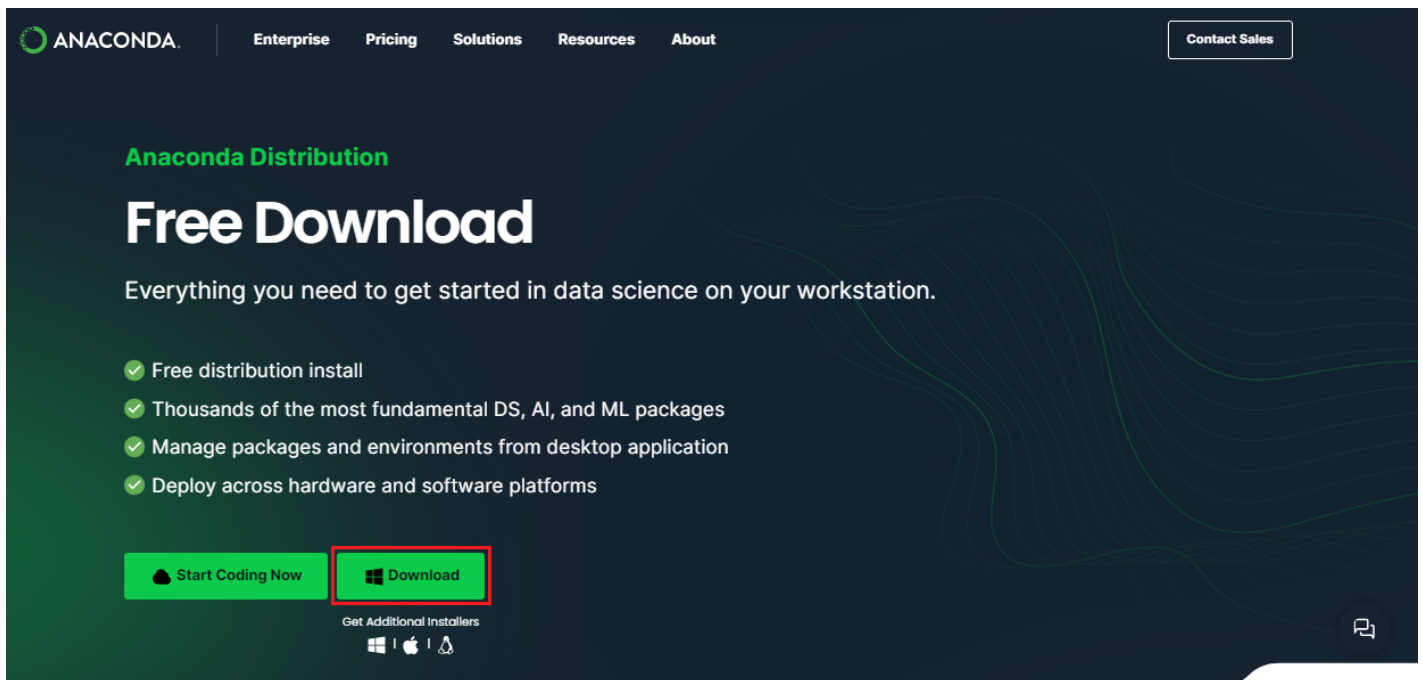 ANACONDA.
Enterprise Pricing Solutions Resources About
Contact Sales
Anaconda Distribution
Free Download
Everything you need to get started in data science on your workstation.
Free distribution install
Thousands of the most fundamental DS, AI, and ML packages
Manage packages and environments from desktop application
Deploy across hardware and software platforms
Start Coding Now
Download
Get Additional Installers